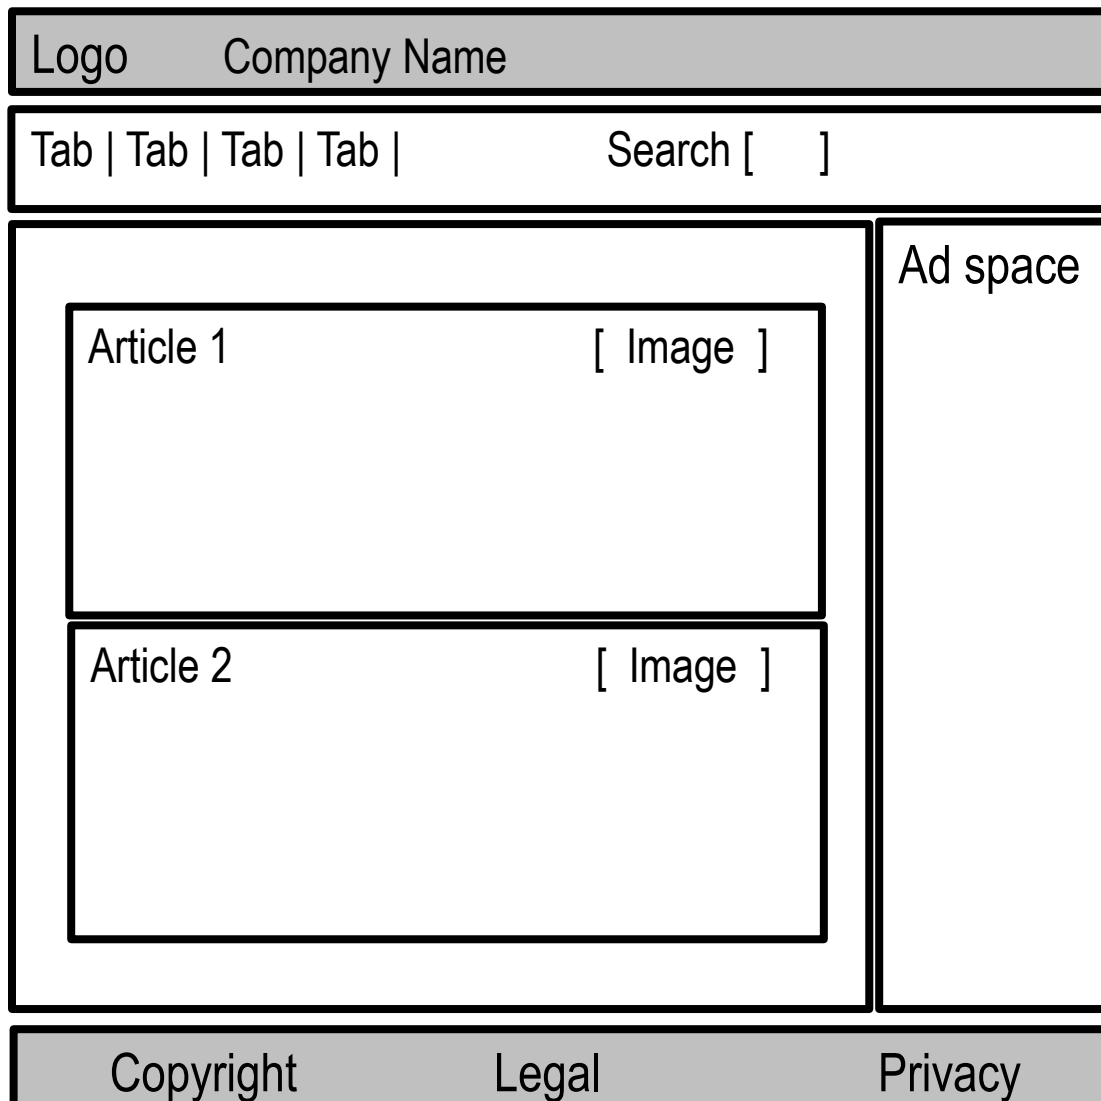 Logo Company Name
Tab | Tab | Tab | Tab | Search [ ]
Ad space
Article 1 [ Image ]
Article 2 [ Image ]
Copyright Legal Privacy